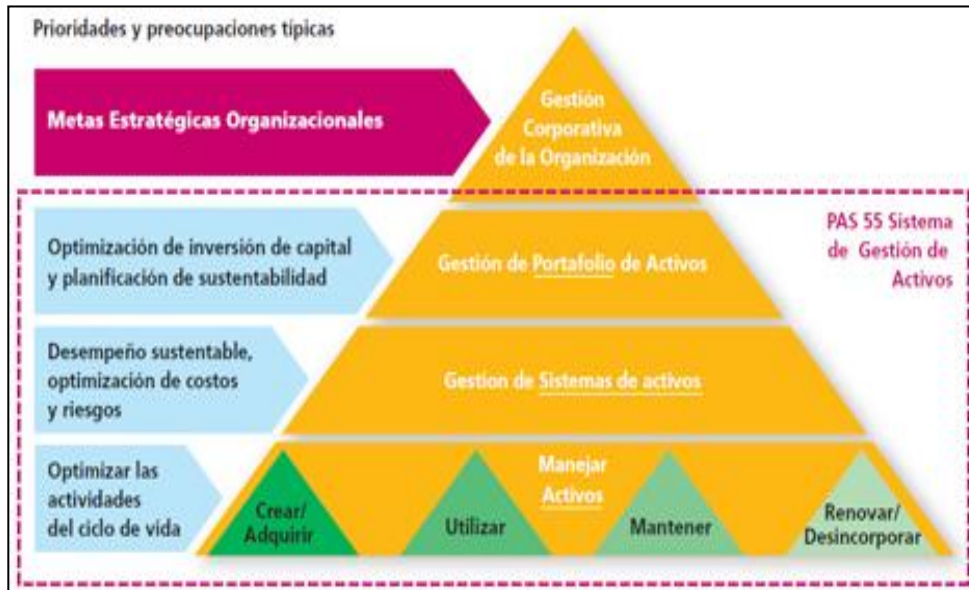 Prioridades y preocupaciones típicas
Metas Estratégicas Organizacionales
Gestión
Corporativa
de la Organización
PAS 55 Sistema
de Gestión de
Activos
Optimización de inversión de capital
y planificación de sustentabilidad
Gestión de Portafolio de Activos
Desempeño sustentable,
optimización de costos
y riesgos
Gestion de Sistemas de activos
Optimizar las
actividades
del ciclo de vida
Manejar
Activos
Crear/
Adquirir
Utilizar
Mantener
Renovar/
Desincorporar